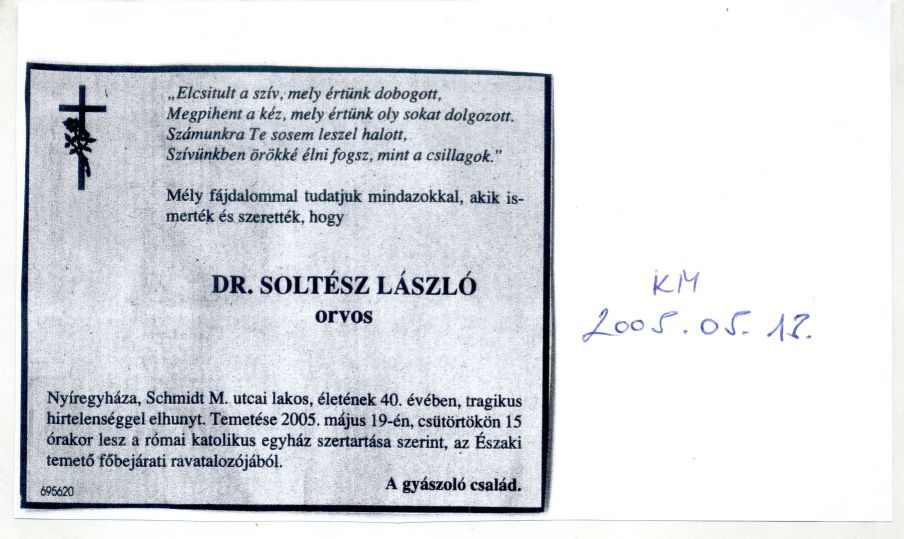 „Elcsitult a szív, mely értünk dobogott,
Megpihent a kéz, mely értünk oly sokat dolgozott.
Számunkra Te sosem leszel halott,
Szívünkben örökké élni fogsz, mint a csillagok.”
Mély fájdalommal tudatjuk mindazokkal, akik is-
merték és szerették, hogy
DR. SOLTÉSZ LÁSZLÓ
orvos
Nyíregyháza, Schmidt M. utcai lakos, életének 40. évében, tragikus
hirtelenséggel elhunyt. Temetése 2005. május 19-én, csütörtökön 15
órakor lesz a római katolikus egyház szertartása szerint, az Északi
temető főbejárati ravatalozójából.
A gyászoló család.
695620
KM
2005.05.